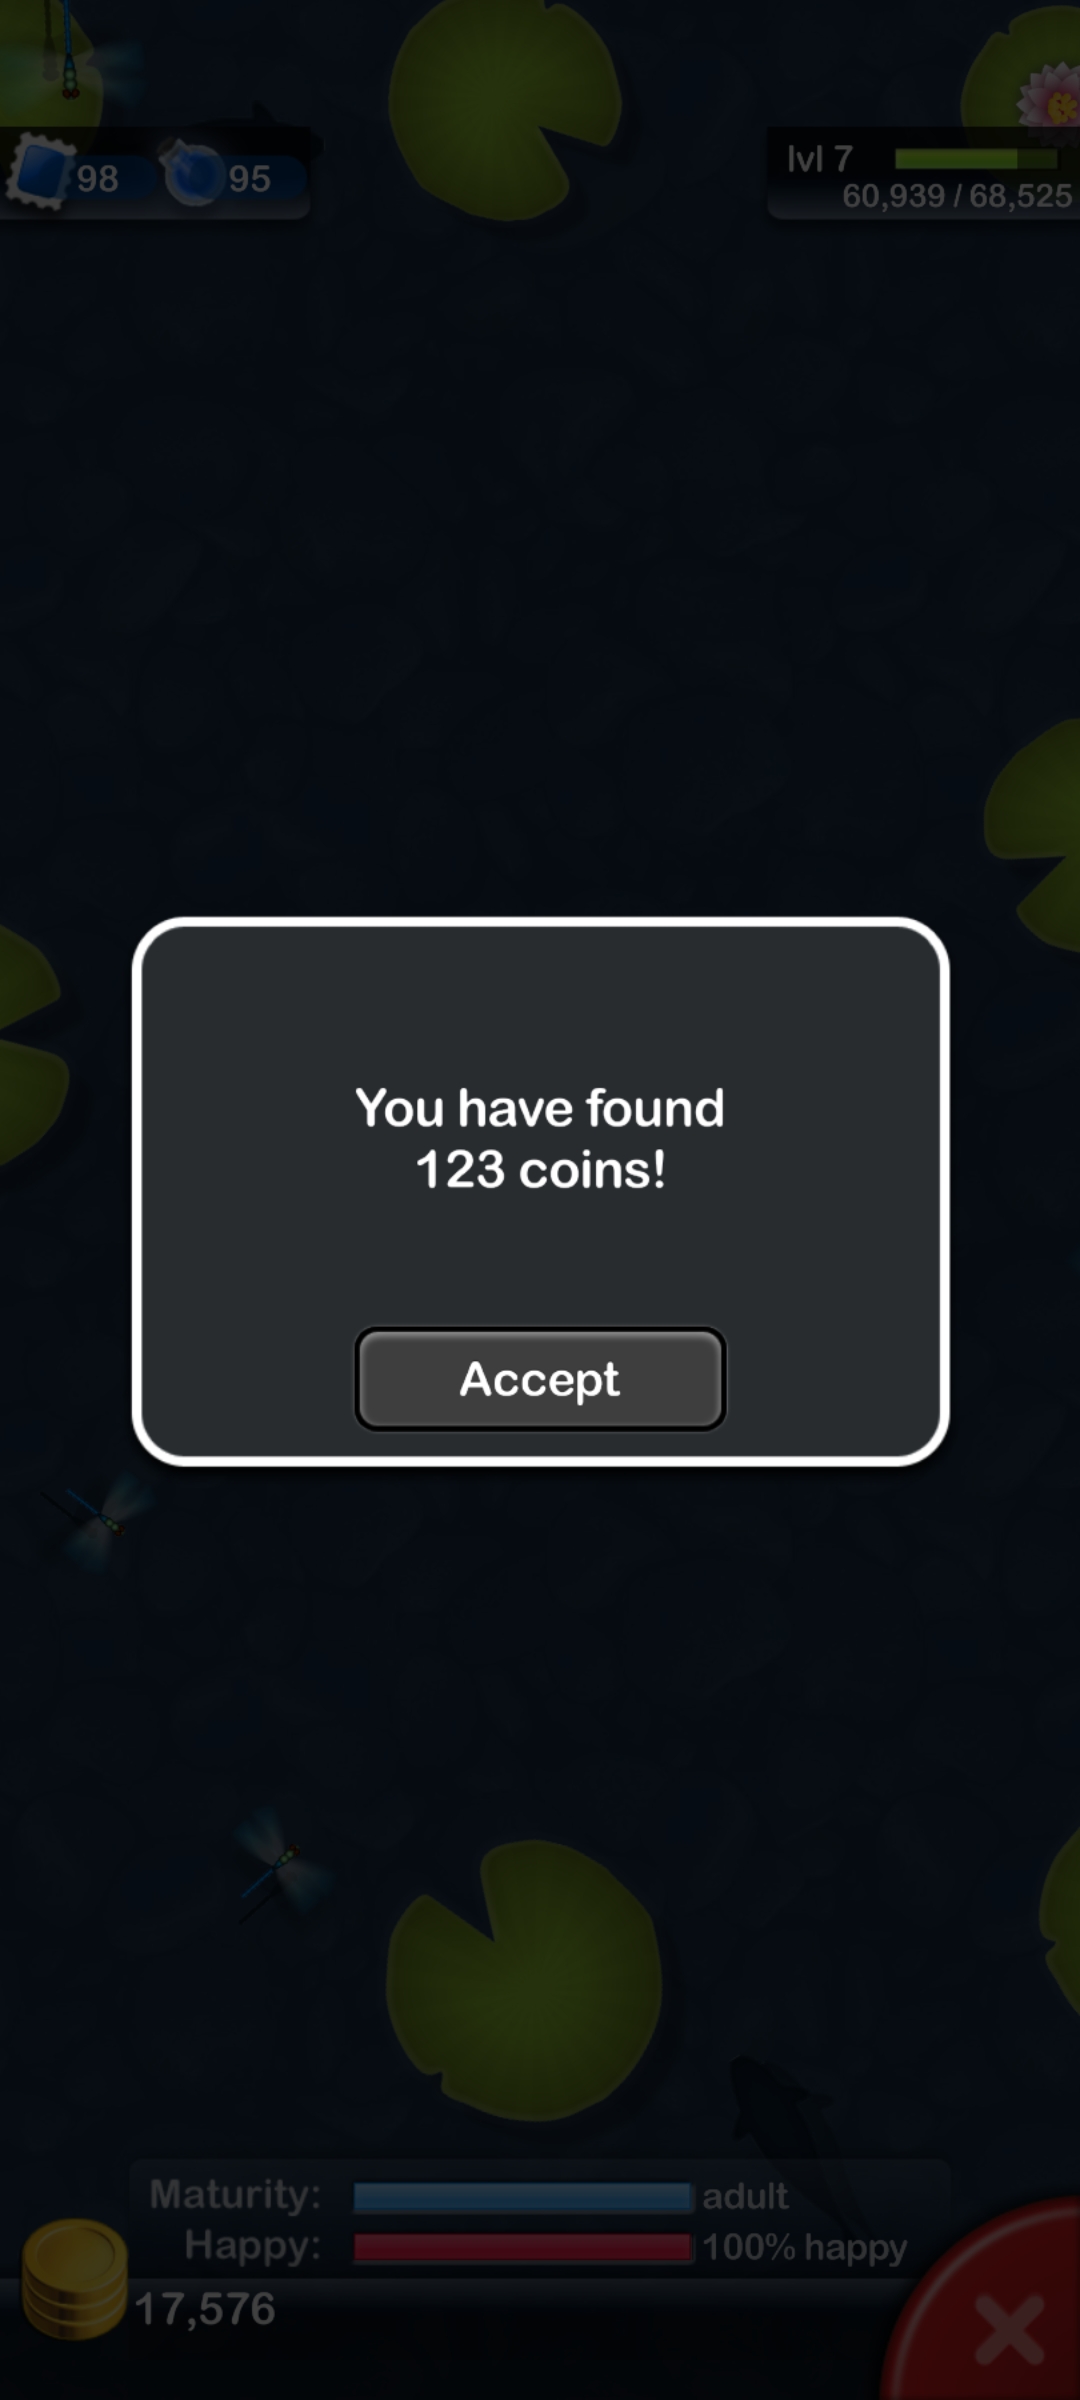 98
95
lvl 7
60,939 / 68,525
You have found
123 coins!
Accept
Maturity: adult
Happy: 100% happy
17,576